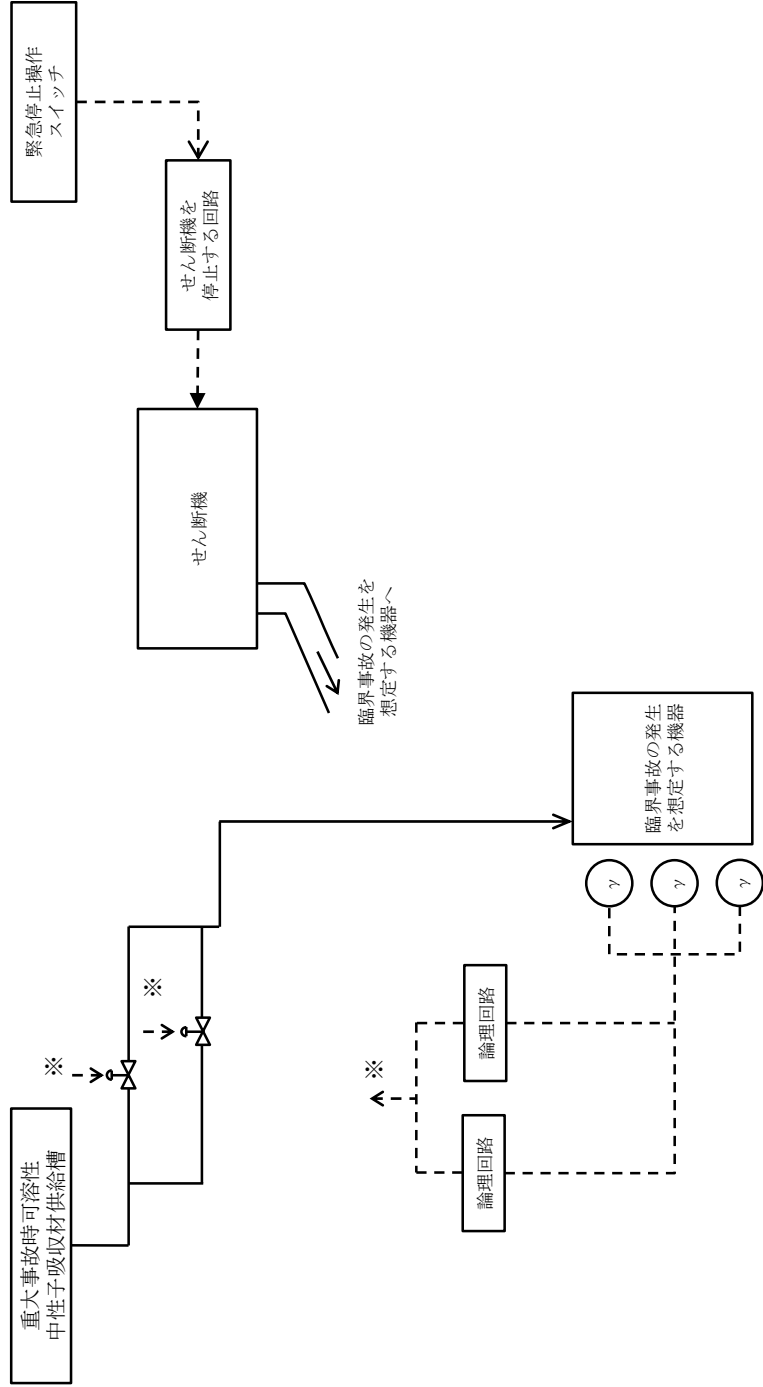 重大事故時可溶性
中性子吸収材供給槽
※
※
せん断機
せん断機を
停止する回路
緊急停止操作
スイッチ
臨界事故の発生を
想定する機器へ
※
論理回路
論理回路
γ
γ
γ
臨界事故の発生
を想定する機器